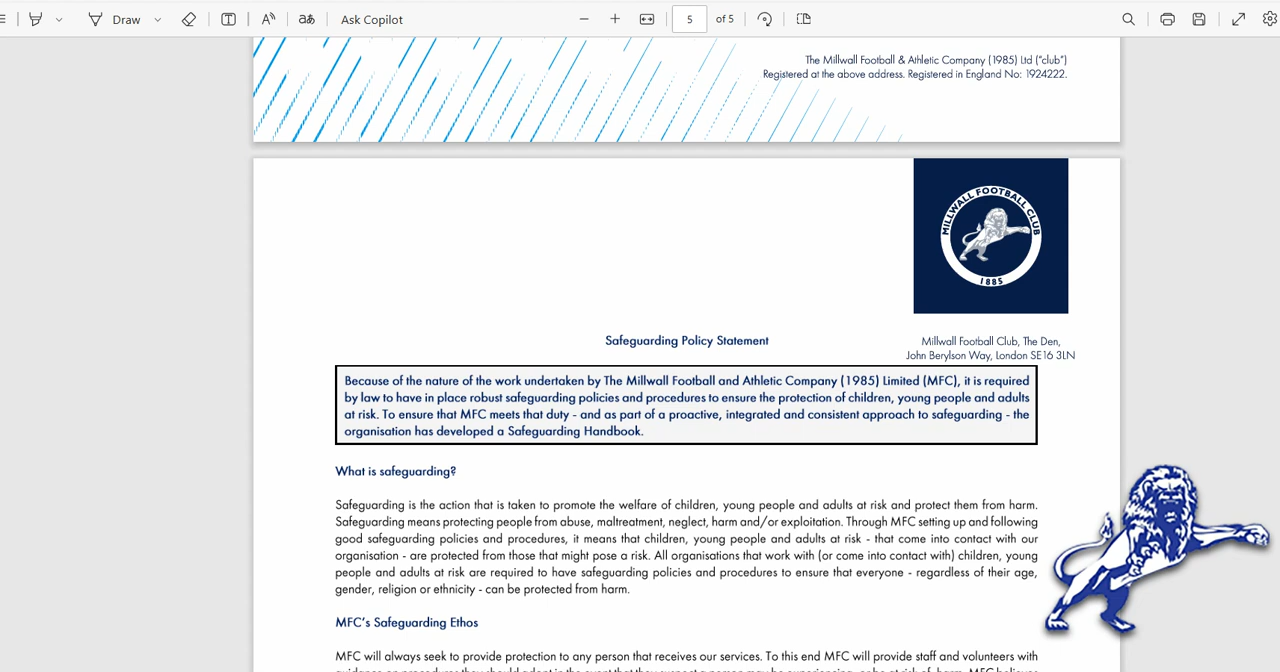 Draw
Ask Copilot
5 of 5
The Millwall Football & Athletic Company (1985) Ltd ("club")
Registered at the above address. Registered in England No: 1924222.
MILLWALL FOOTBALL CLUB
1885
Safeguarding Policy Statement
Millwall Football Club, The Den,
John Berylson Way, London SE16 3LN
Because of the nature of the work undertaken by The Millwall Football and Athletic Company (1985) Limited (MFC), it is required
by law to have in place robust safeguarding policies and procedures to ensure the protection of children, young people and adults
at risk. To ensure that MFC meets that duty - and as part of a proactive, integrated and consistent approach to safeguarding - the
organisation has developed a Safeguarding Handbook.
What is safeguarding?
Safeguarding is the action that is taken to promote the welfare of children, young people and adults at risk and protect them from harm.
Safeguarding means protecting people from abuse, maltreatment, neglect, harm and/or exploitation. Through MFC setting up and following
good safeguarding policies and procedures, it means that children, young people and adults at risk - that come into contact with our
organisation - are protected from those that might pose a risk. All organisations that work with (or come into contact with) children, young
people and adults at risk are required to have safeguarding policies and procedures to ensure that everyone - regardless of their age,
gender, religion or ethnicity - can be protected from harm.
MFC's Safeguarding Ethos
MFC will always seek to provide protection to any person that receives our services. To this end MFC will provide staff and volunteers with